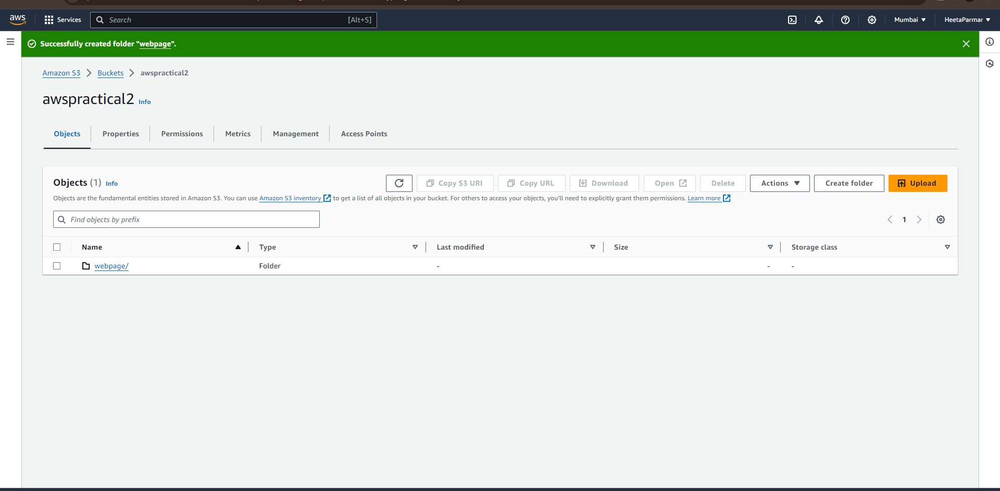 aws Services Search [Alt+S] Mumbai HeetaParmar
Successfully created folder "webpage".
Amazon S3 Buckets awspractical2
awspractical2 Info
Objects Properties Permissions Metrics Management Access Points
Objects (1) Info Copy S3 URI Copy URL Download Open Delete Actions Create folder Upload
Objects are the fundamental entities stored in Amazon S3. You can use Amazon S3 inventory to get a list of all objects in your bucket. For others to access your objects, you'll need to explicitly grant them permissions. Learn more
Find objects by prefix 1
Name Type Last modified Size Storage class
webpage/ Folder - - -